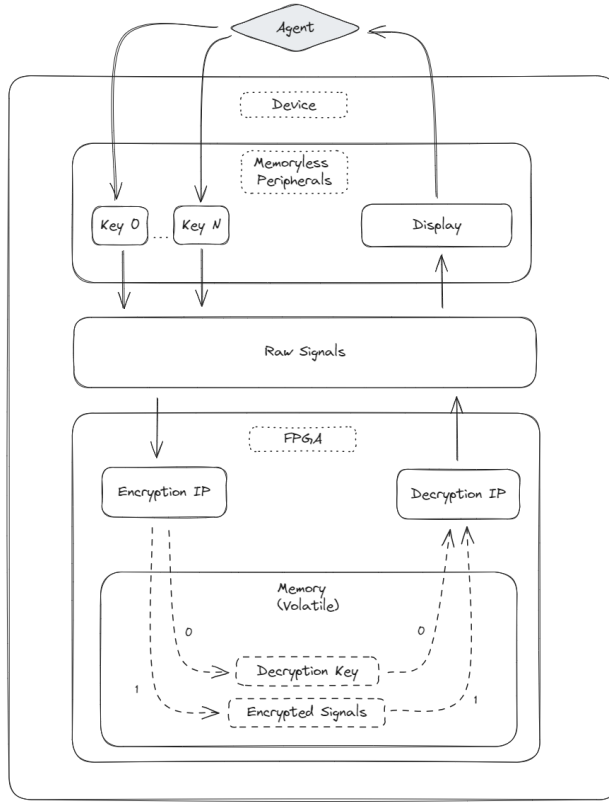 Agent
Device
Memoryless
Peripherals
Key 0 ... Key N
Display
Raw Signals
FPGA
Encryption IP
Decryption IP
Memory
(Volatile)
0
0
Decryption Key
1
Encrypted Signals
1